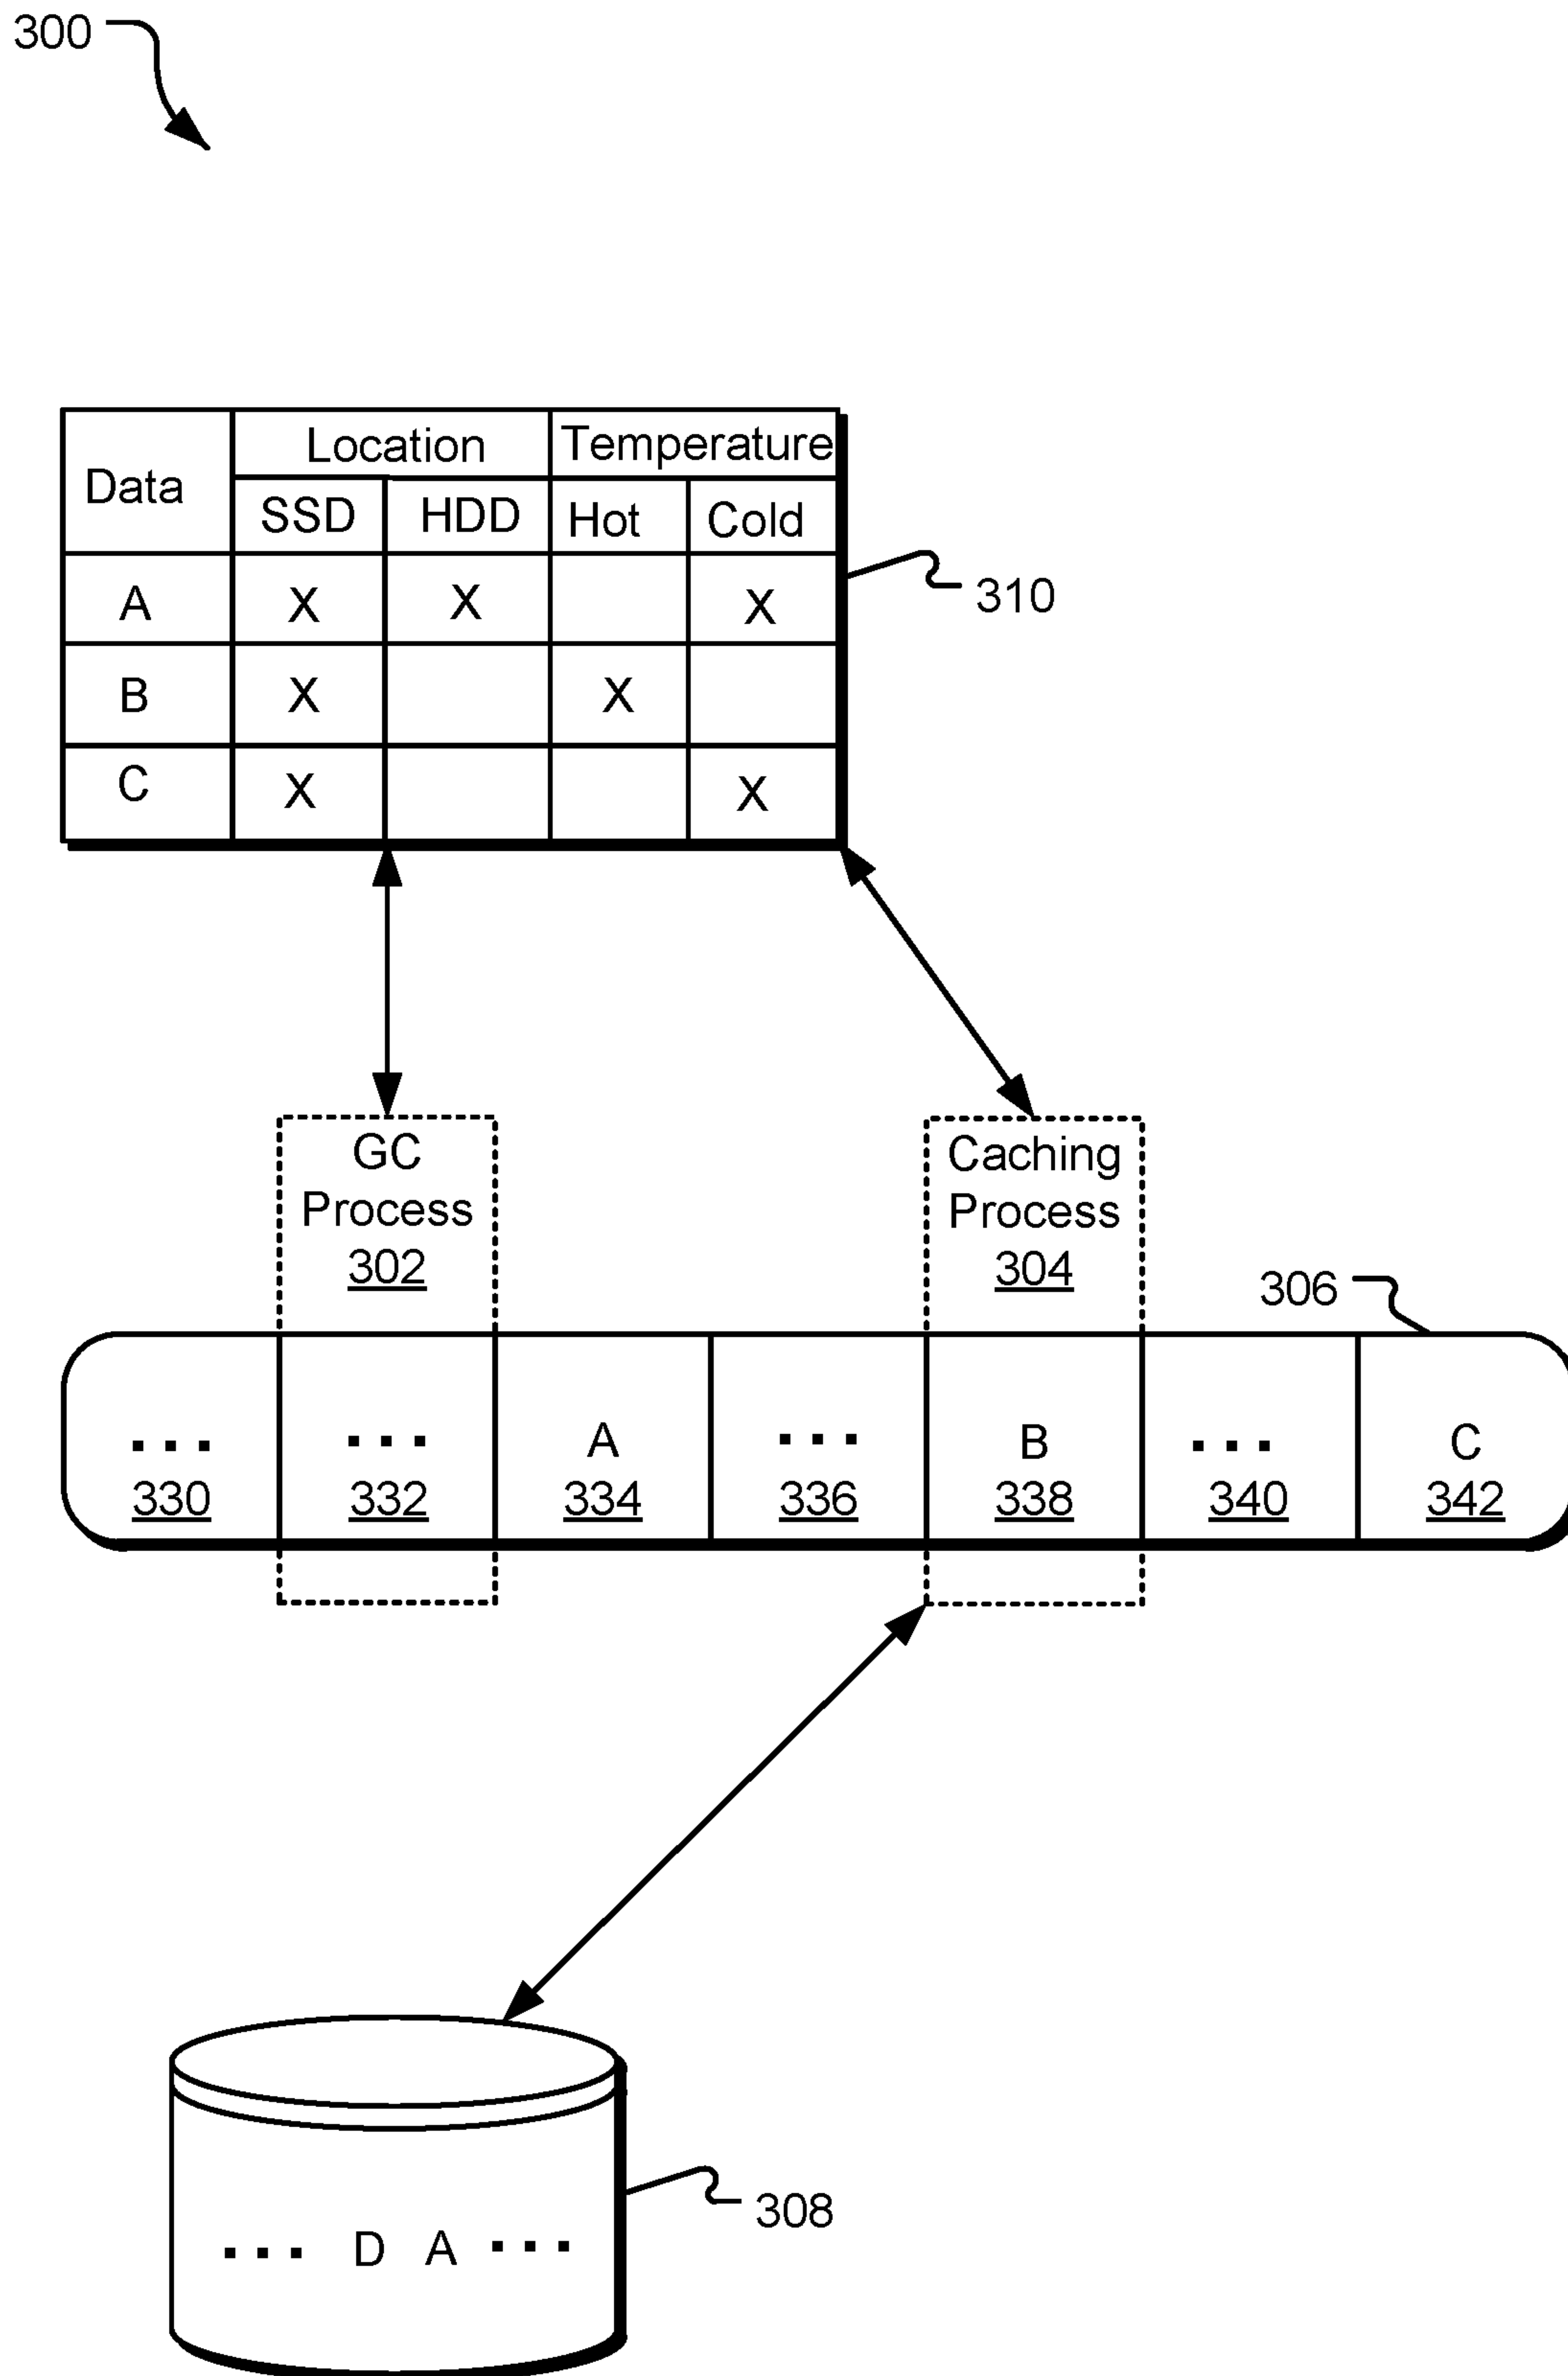 300
Data Location Temperature
SSD HDD Hot Cold
A X X X
B X X
C X X
310
GC
Process
302
Caching
Process
304
306
... ... A ... B ... C
330 332 334 336 338 340 342
308
... D A ...